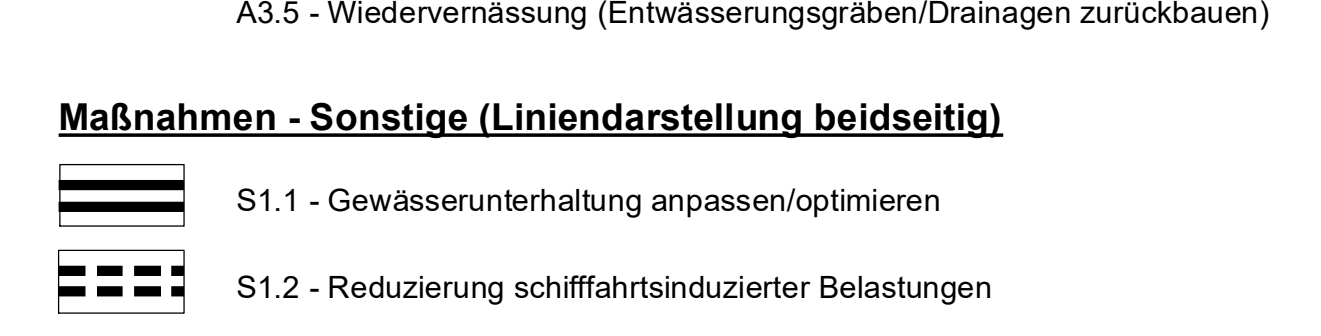 A3.5 - Wiedervernässung (Entwässerungsgräben/Drainagen zurückbauen)
Maßnahmen - Sonstige (Liniendarstellung beidseitig)
S1.1 - Gewässerunterhaltung anpassen/optimieren
S1.2 - Reduzierung schifffahrtsinduzierter Belastungen